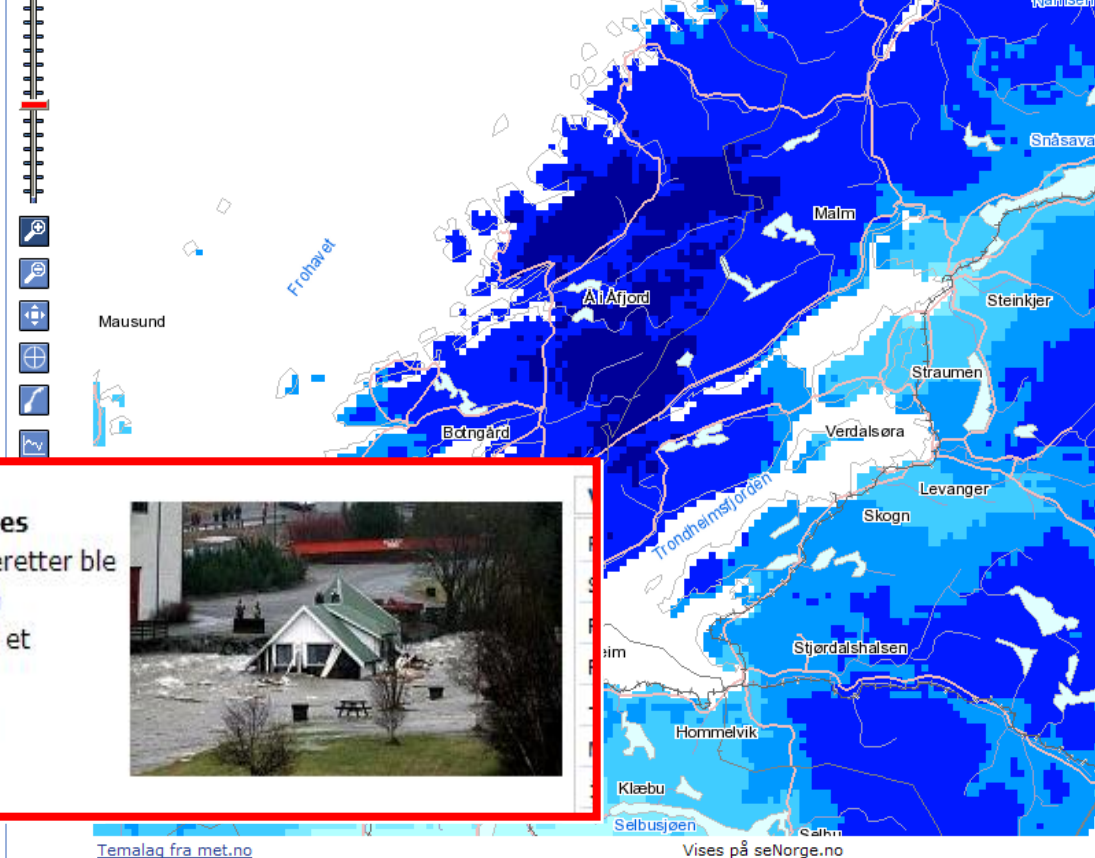 Namsen
Snåsava
Malm
Frohavet
Å i Åfjord
Steinkjer
Mausund
Straumen
Botngård
Verdalsøra
Levanger
Trondheimsfjorden
Skogn
es
eretter ble
et
eim
Stjørdalshalsen
Hommelvik
Klæbu
Selbusjøen
Selbu
Temalag fra met.no
Vises på seNorge.no